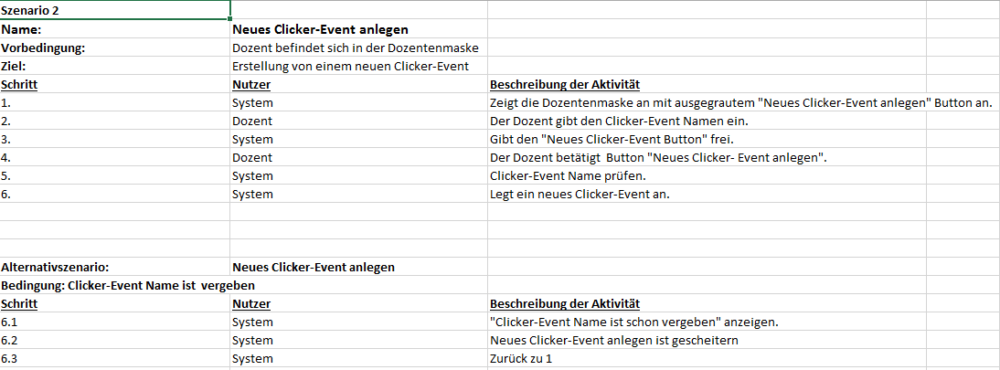 Szenario 2
Name: Neues Clicker-Event anlegen
Vorbedingung: Dozent befindet sich in der Dozentenmaske
Ziel: Erstellung von einem neuen Clicker-Event
Schritt Nutzer Beschreibung der Aktivität
1. System Zeigt die Dozentenmaske an mit ausgegrautem "Neues Clicker-Event anlegen" Button an.
2. Dozent Der Dozent gibt den Clicker-Event Namen ein.
3. System Gibt den "Neues Clicker-Event Button" frei.
4. Dozent Der Dozent betätigt Button "Neues Clicker- Event anlegen".
5. System Clicker-Event Name prüfen.
6. System Legt ein neues Clicker-Event an.
Alternativszenario: Neues Clicker-Event anlegen
Bedingung: Clicker-Event Name ist vergeben
Schritt Nutzer Beschreibung der Aktivität
6.1 System "Clicker-Event Name ist schon vergeben" anzeigen.
6.2 System Neues Clicker-Event anlegen ist gescheitern
6.3 System Zurück zu 1